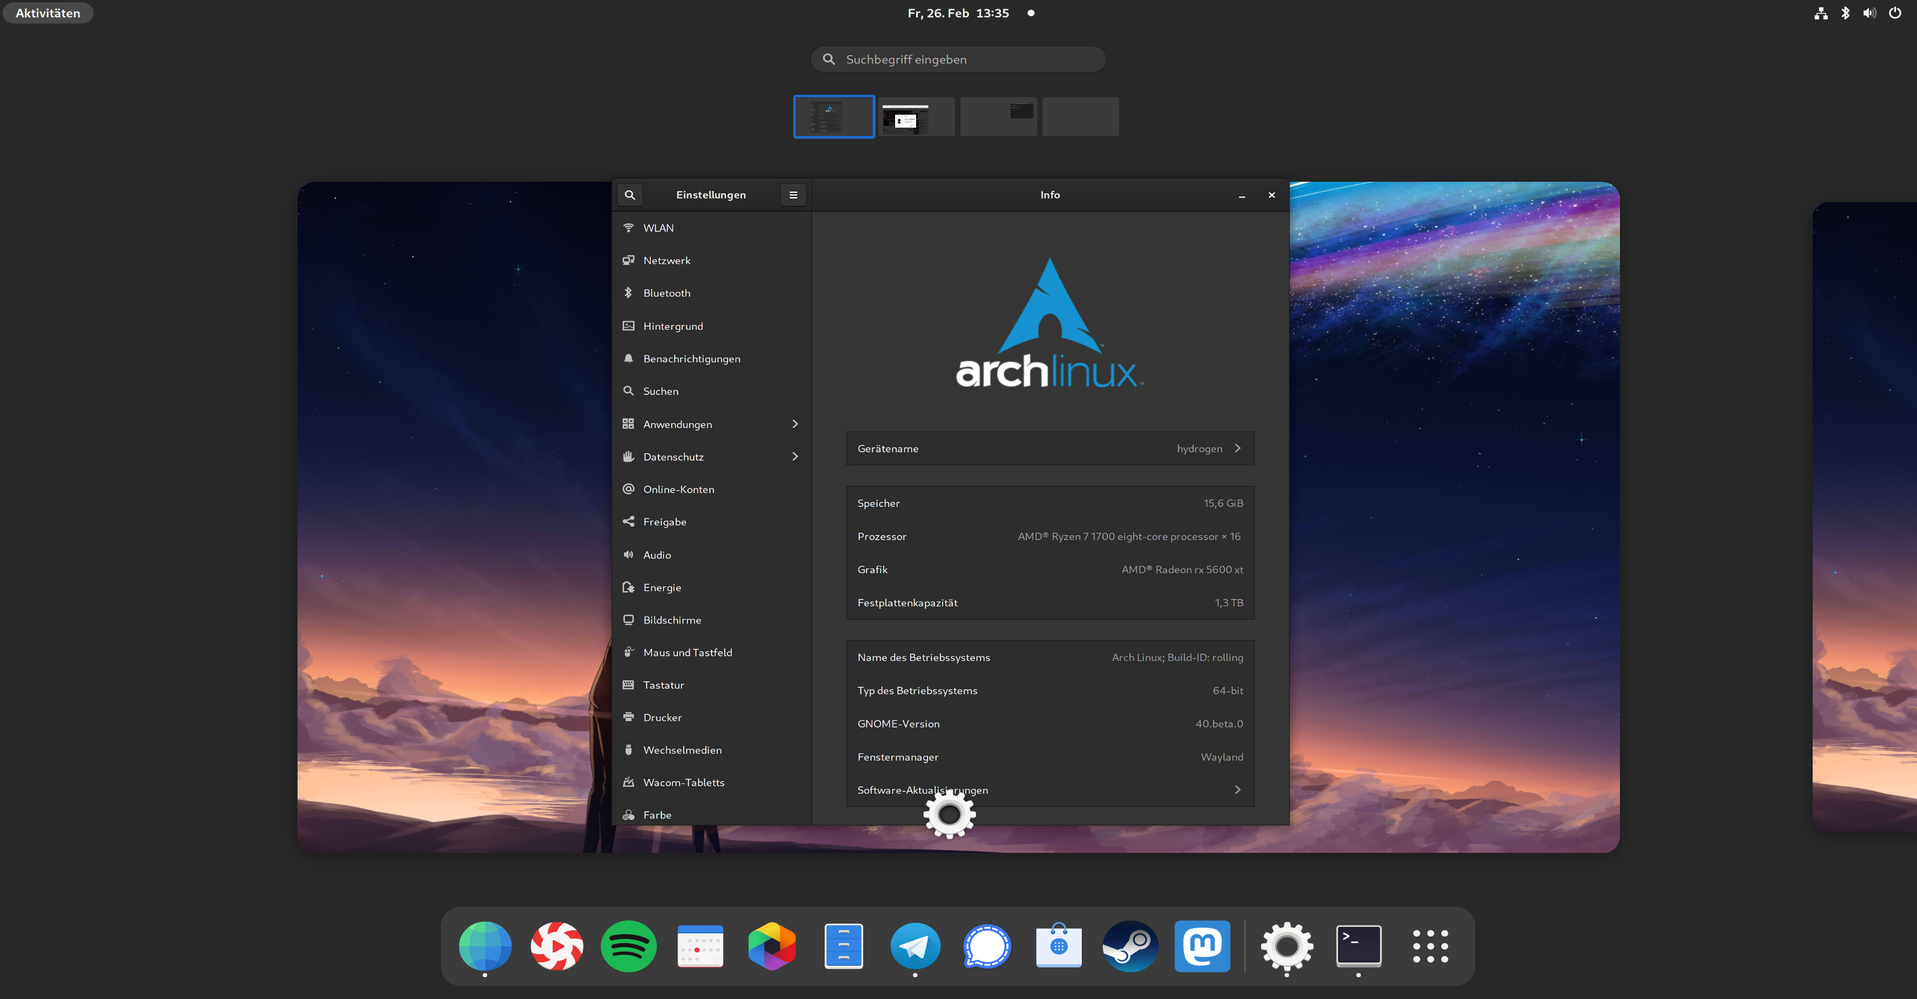 Aktivitäten
Fr, 26. Feb 13:35
Suchbegriff eingeben
Einstellungen
Info
WLAN
Netzwerk
Bluetooth
Hintergrund
Benachrichtigungen
Suchen
Anwendungen
Datenschutz
Online-Konten
Freigabe
Audio
Energie
Bildschirme
Maus und Tastfeld
Tastatur
Drucker
Wechselmedien
Wacom-Tabletts
Farbe
archlinux™
Gerätename hydrogen
Speicher 15,6 GiB
Prozessor AMD® Ryzen 7 1700 eight-core processor × 16
Grafik AMD® Radeon rx 5600 xt
Festplattenkapazität 1,3 TB
Name des Betriebssystems Arch Linux; Build-ID: rolling
Typ des Betriebssystems 64-bit
GNOME-Version 40.beta.0
Fenstermanager Wayland
Software-Aktualisierungen